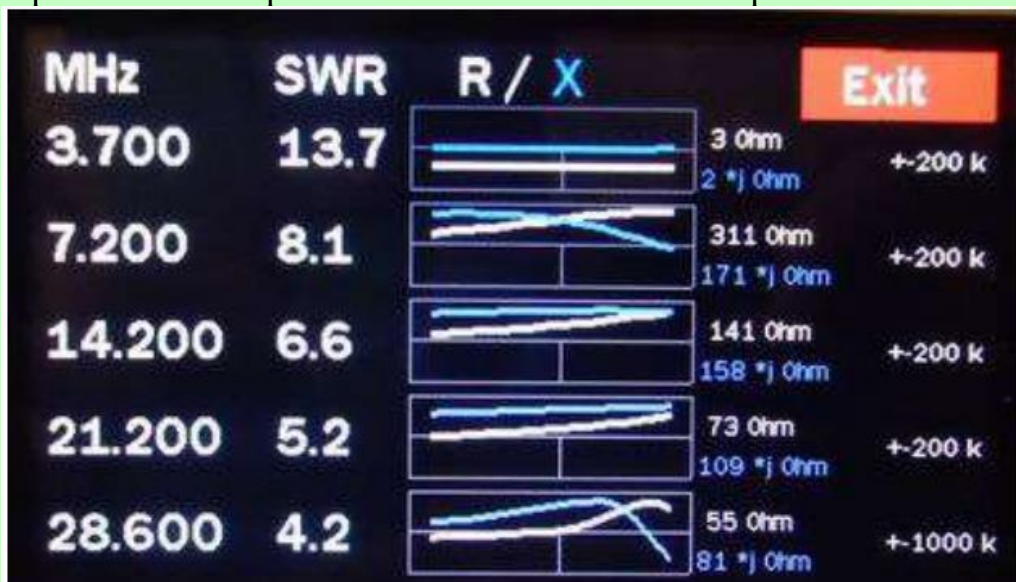 MHz SWR R / X Exit
3.700 13.7 3 Ohm +-200 k
2 *j Ohm
7.200 8.1 311 Ohm +-200 k
171 *j Ohm
14.200 6.6 141 Ohm +-200 k
158 *j Ohm
21.200 5.2 73 Ohm +-200 k
109 *j Ohm
28.600 4.2 55 Ohm +-1000 k
81 *j Ohm